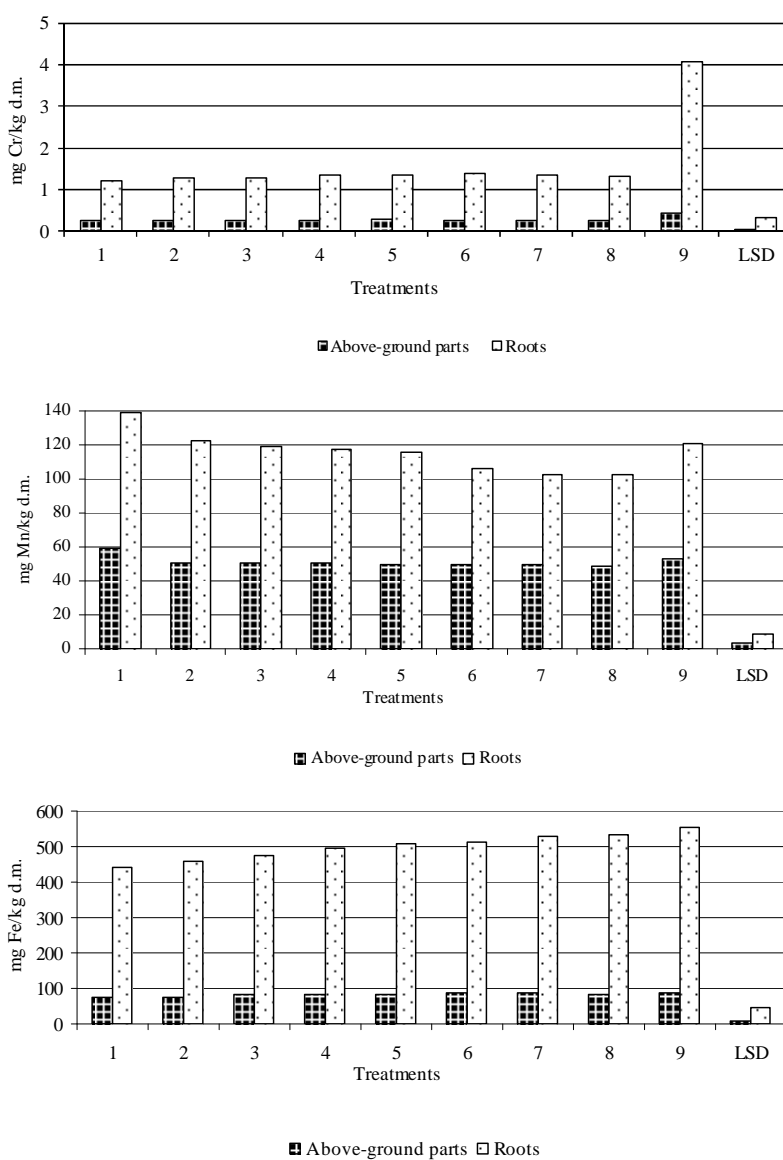 mg Cr/kg d.m.
5
4
3
2
1
0
1 2 3 4 5 6 7 8 9 LSD
Treatments
Above-ground parts Roots
mg Mn/kg d.m.
140
120
100
80
60
40
20
0
1 2 3 4 5 6 7 8 9 LSD
Treatments
Above-ground parts Roots
mg Fe/kg d.m.
600
500
400
300
200
100
0
1 2 3 4 5 6 7 8 9 LSD
Treatments
Above-ground parts Roots